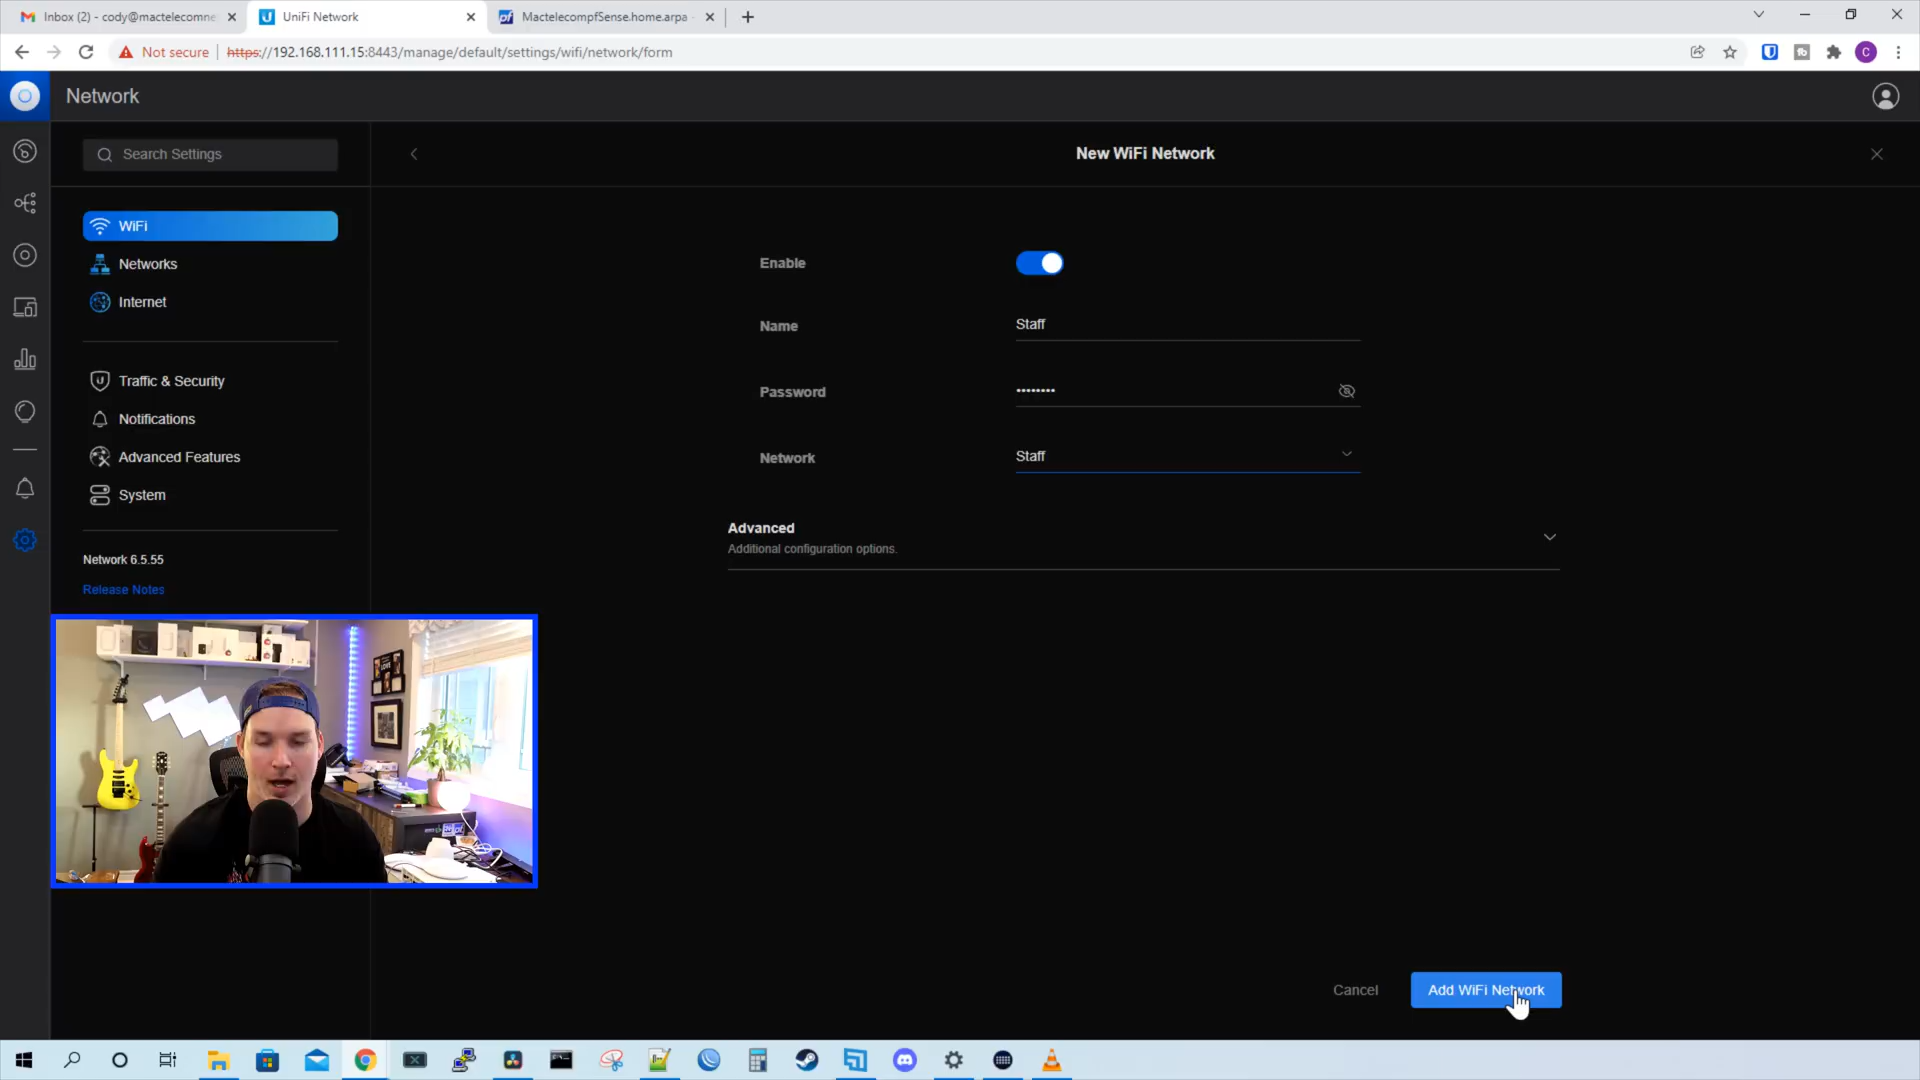 Inbox (2) - cody@mactelecomne
UniFi Network
MactelecompfSense.home.arpa -
Not secure
https://192.168.111.15:8443/manage/default/settings/wifi/network/form
C
Network
Search Settings
New WiFi Network
WiFi
Networks
Internet
Traffic & Security
Notifications
Advanced Features
System
Network 6.5.55
Release Notes
Enable
Name
Staff
Password
••••••••
Network
Staff
Advanced
Additional configuration options.
Cancel
Add WiFi Network